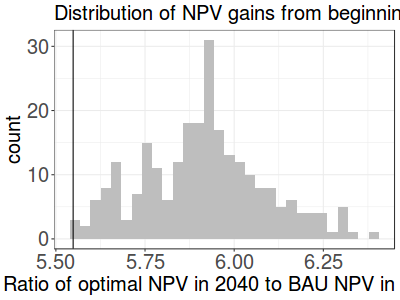 Distribution of NPV gains from beginnin
30
20
10
0
count
5.50 5.75 6.00 6.25
Ratio of optimal NPV in 2040 to BAU NPV in